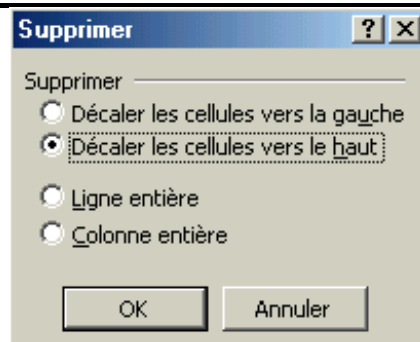 Supprimer
Supprimer
Décaler les cellules vers la gauche
Décaler les cellules vers le haut
Ligne entière
Colonne entière
OK Annuler